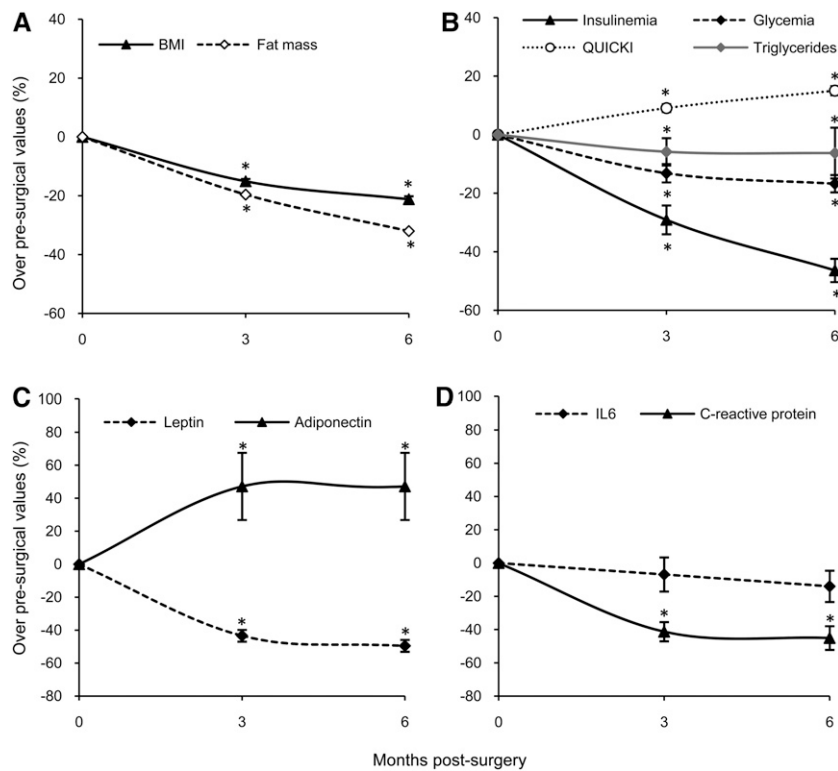 A
BMI Fat mass
Over pre-surgical values (%)
40
20
0
-20
-40
-60
* *
* *
0 3 6
B
Insulinemia Glycemia
QUICKI Triglycerides
40
20
0
-20
-40
-60
* *
* *
* *
* *
0 3 6
C
Leptin Adiponectin
Over pre-surgical values (%)
100
80
60
40
20
0
-20
-40
-60
-80
* *
* *
0 3 6
D
IL6 C-reactive protein
100
80
60
40
20
0
-20
-40
-60
-80
* *
0 3 6
Months post-surgery